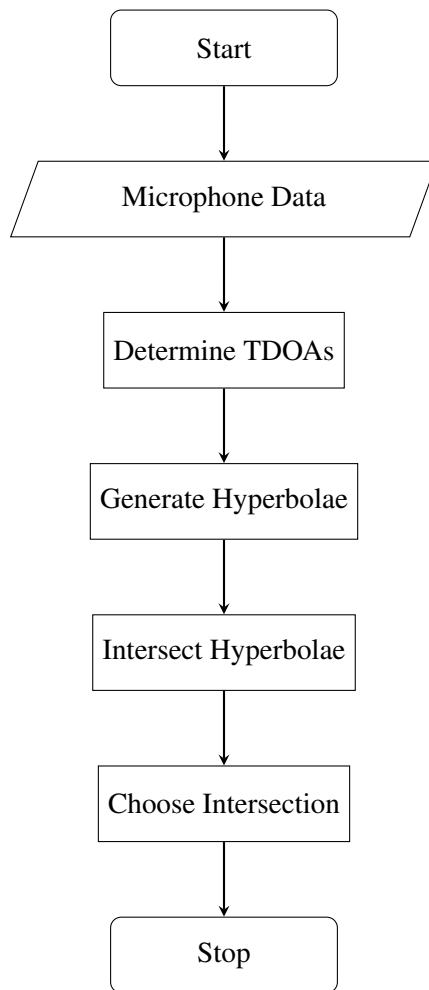 Start
Microphone Data
Determine TDOAs
Generate Hyperbolae
Intersect Hyperbolae
Choose Intersection
Stop